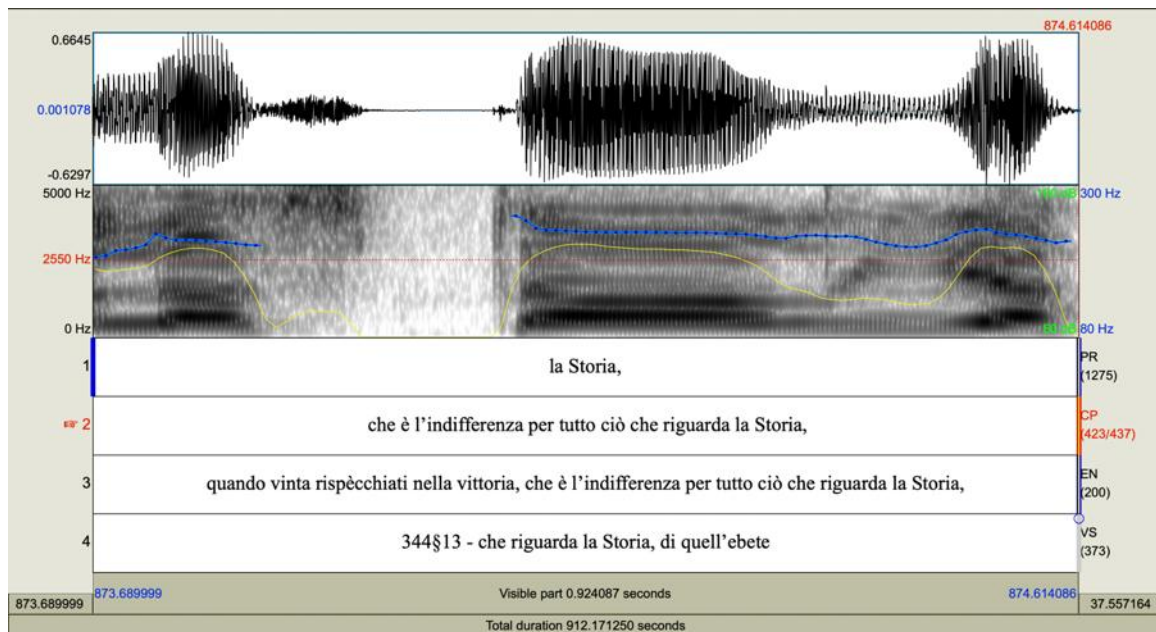 874.614086
0.6645
0.001078
-0.6297
5000 Hz
300 Hz
2550 Hz
0 Hz
80 Hz
1
la Storia,
PR
(1275)
☞ 2
che è l’indifferenza per tutto ciò che riguarda la Storia,
CP
(423/437)
3
quando vinta rispècchiati nella vittoria, che è l’indifferenza per tutto ciò che riguarda la Storia,
EN
(200)
4
344§13 - che riguarda la Storia, di quell’ebete
VS
(373)
873.689999
Visible part 0.924087 seconds
874.614086
873.689999
37.557164
Total duration 912.171250 seconds